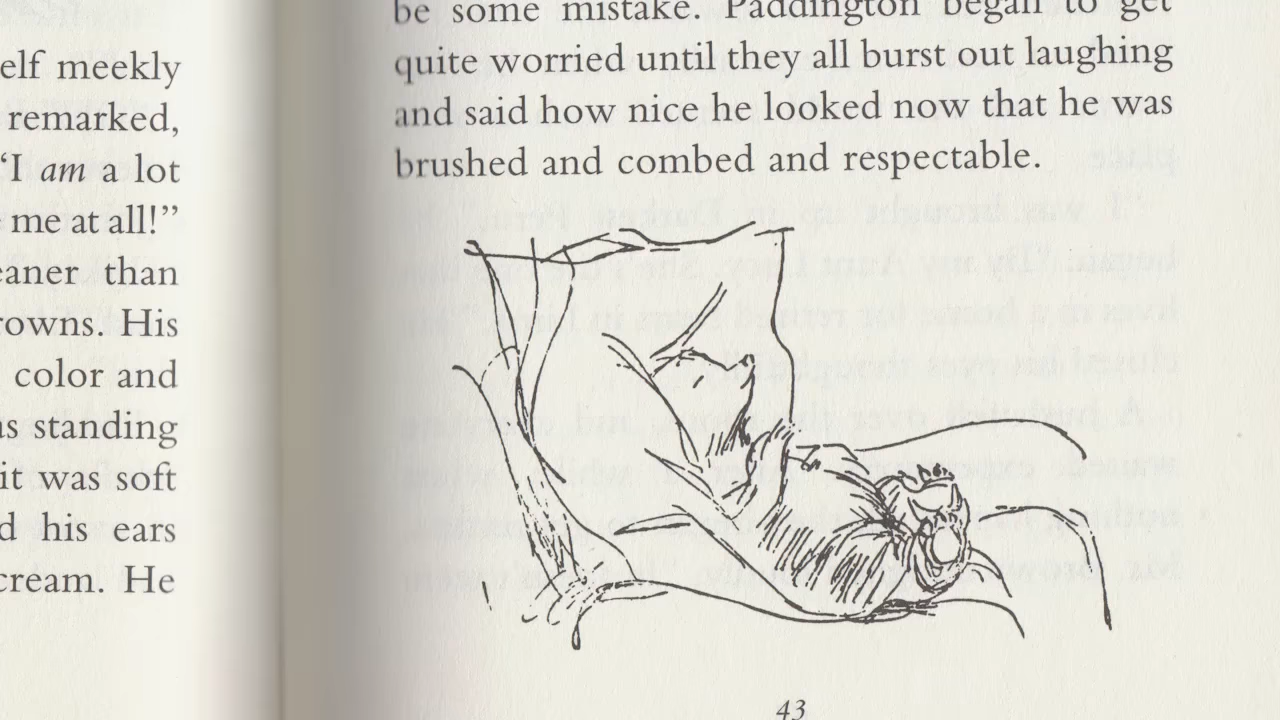 elf meekly
remarked,
‘I am a lot
me at all!”
eaner than
rowns. His
color and
as standing
it was soft
d his ears
cream. He
be some mistake. Paddington began to get
quite worried until they all burst out laughing
and said how nice he looked now that he was
brushed and combed and respectable.
43